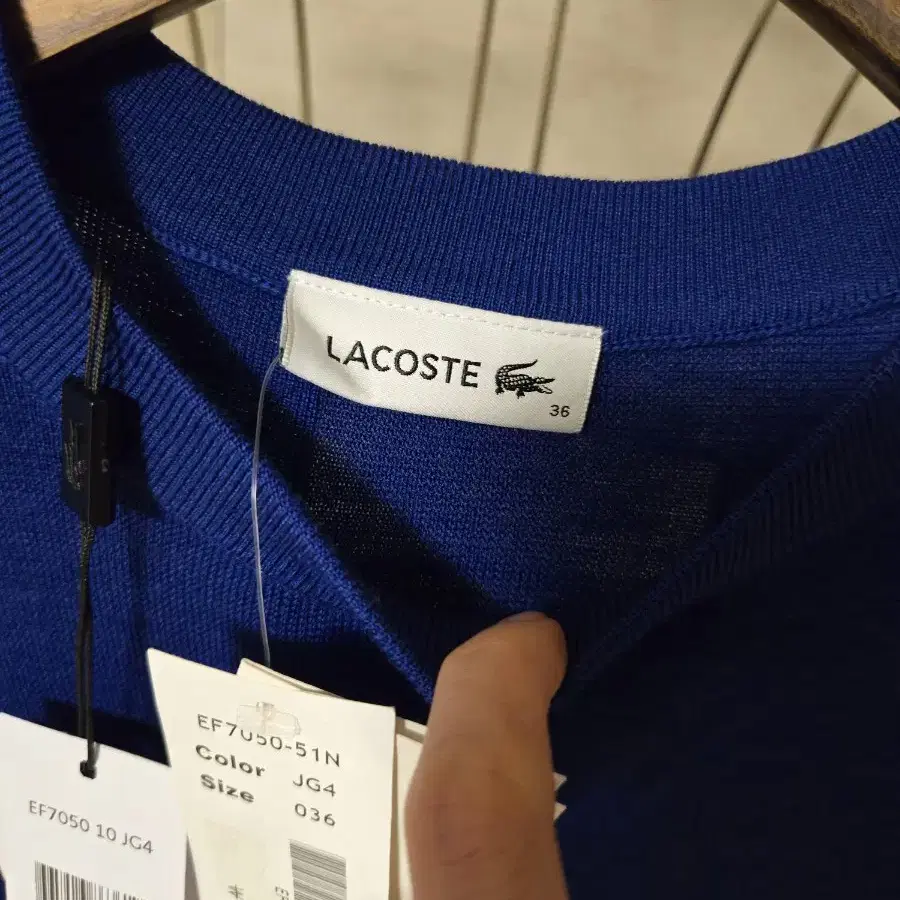 LACOSTE
36
EF7050-51N
Color JG4
Size 036
EF7050 10 JG4